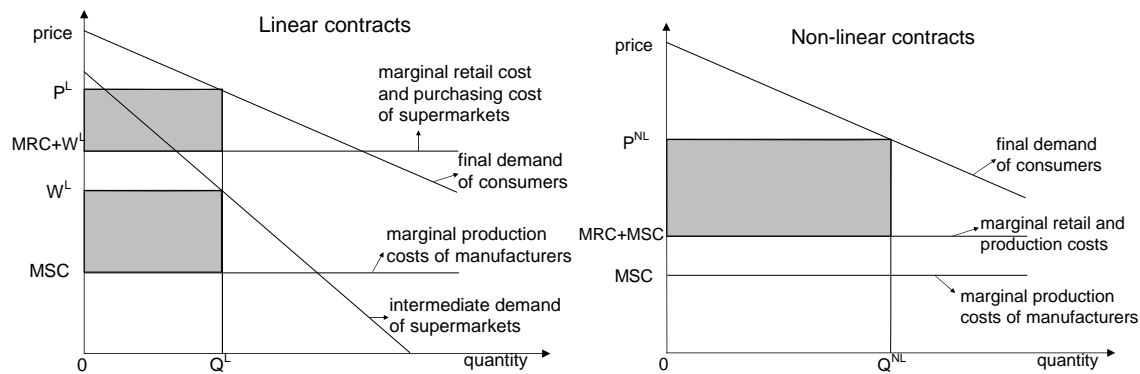 Linear contracts
price
P^L
MRC+W^L
W^L
MSC
0
Q^L
quantity
marginal retail cost
and purchasing cost
of supermarkets
final demand
of consumers
marginal production
costs of manufacturers
intermediate demand
of supermarkets
Non-linear contracts
price
P^NL
MRC+MSC
MSC
0
Q^NL
quantity
final demand
of consumers
marginal retail and
production costs
marginal production
costs of manufacturers